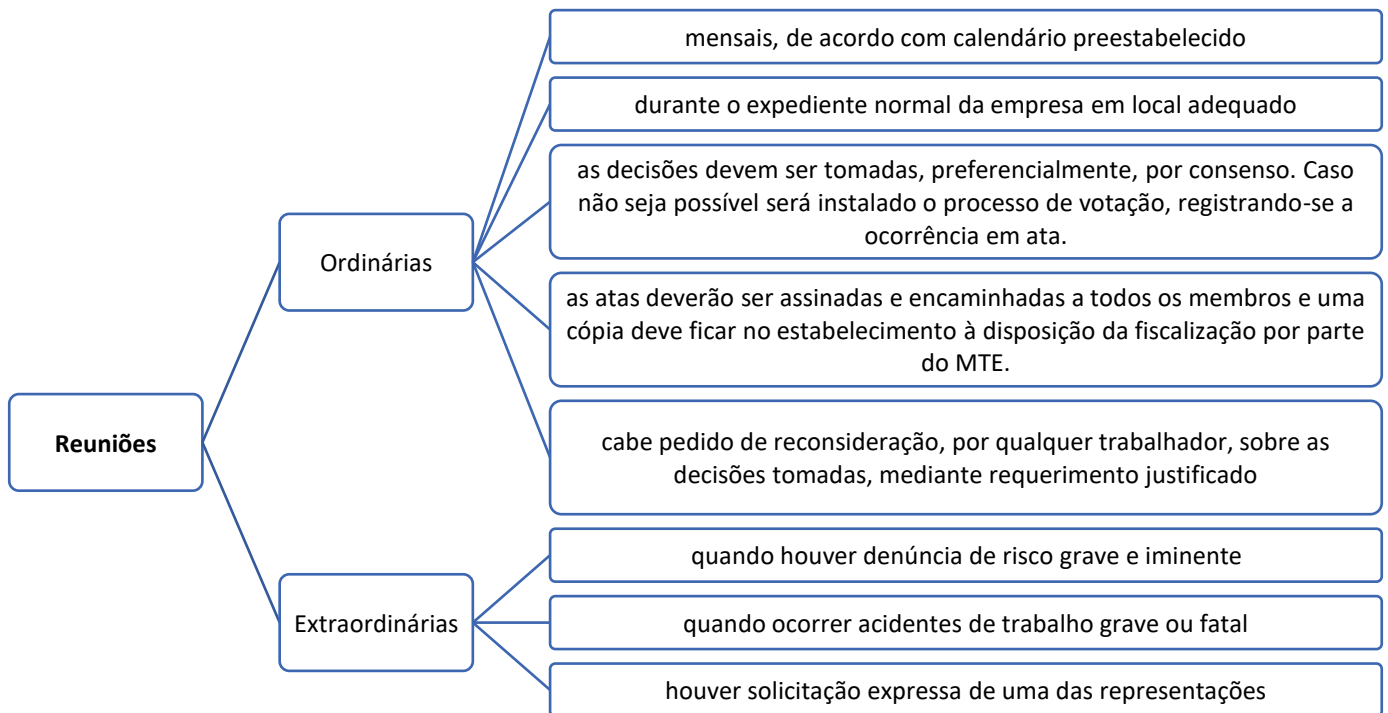 Reuniões
Ordinárias
mensais, de acordo com calendário preestabelecido
durante o expediente normal da empresa em local adequado
as decisões devem ser tomadas, preferencialmente, por consenso. Caso
não seja possível será instalado o processo de votação, registrando-se a
ocorrência em ata.
as atas deverão ser assinadas e encaminhadas a todos os membros e uma
cópia deve ficar no estabelecimento à disposição da fiscalização por parte
do MTE.
cabe pedido de reconsideração, por qualquer trabalhador, sobre as
decisões tomadas, mediante requerimento justificado
Extraordinárias
quando houver denúncia de risco grave e iminente
quando ocorrer acidentes de trabalho grave ou fatal
houver solicitação expressa de uma das representações